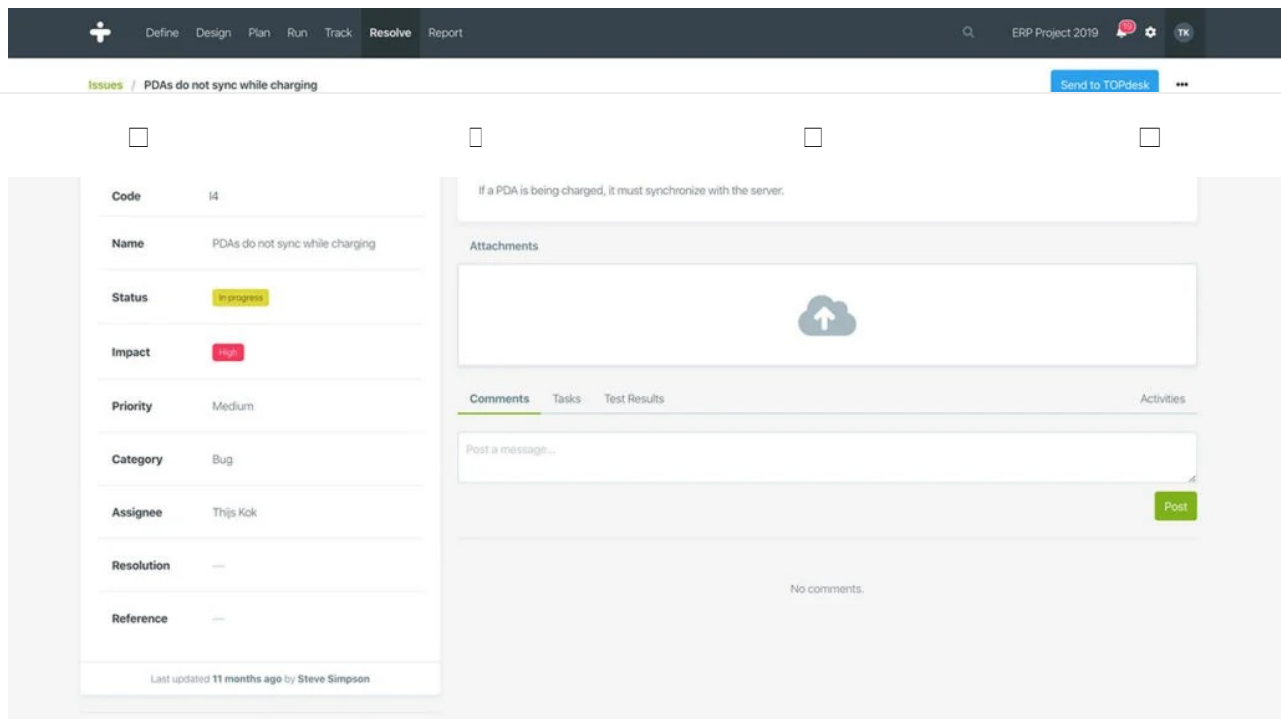 Define Design Plan Run Track Resolve Report ERP Project 2019 10 TK
Issues / PDAs do not sync while charging Send to TOPdesk
Code I4
Name PDAs do not sync while charging
Status In progress
Impact High
Priority Medium
Category Bug
Assignee Thijs Kok
Resolution —
Reference —
Last updated 11 months ago by Steve Simpson
If a PDA is being charged, it must synchronize with the server.
Attachments
Comments Tasks Test Results Activities
Post a message...
Post
No comments.